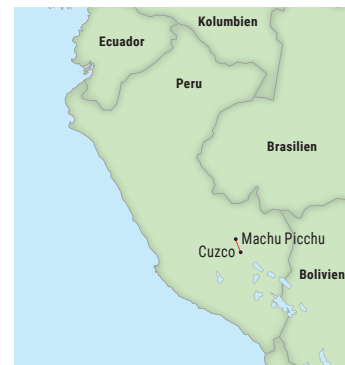 Kolumbien
Ecuador
Peru
Brasilien
Machu Picchu
Cuzco
Bolivien